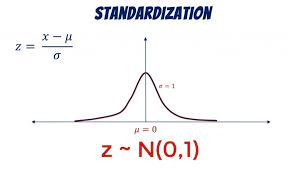 STANDARDIZATION
z = (x − μ) / σ
σ = 1
μ = 0
z ~ N(0,1)